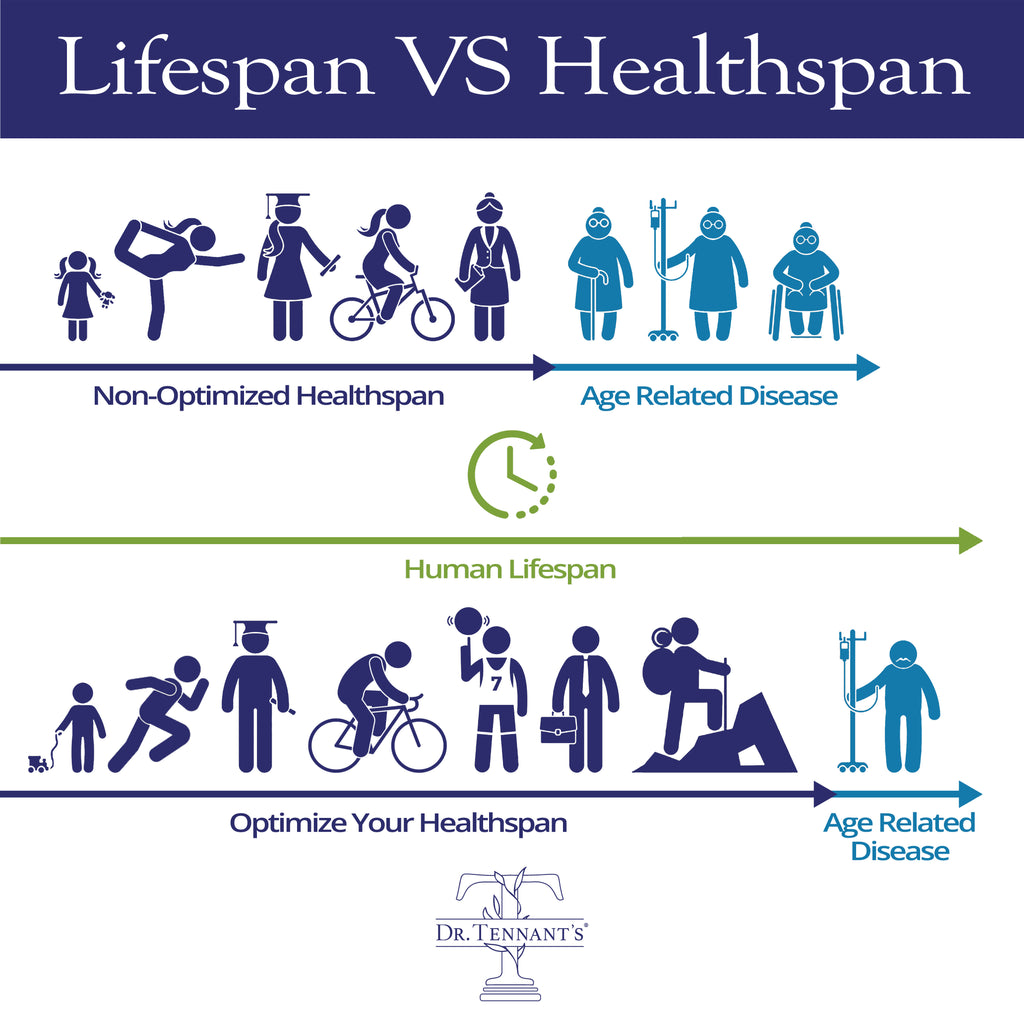 Lifespan VS Healthspan
Non-Optimized Healthspan
Age Related Disease
Human Lifespan
7
Optimize Your Healthspan
Age Related
Disease
DR. TENNANT'S®